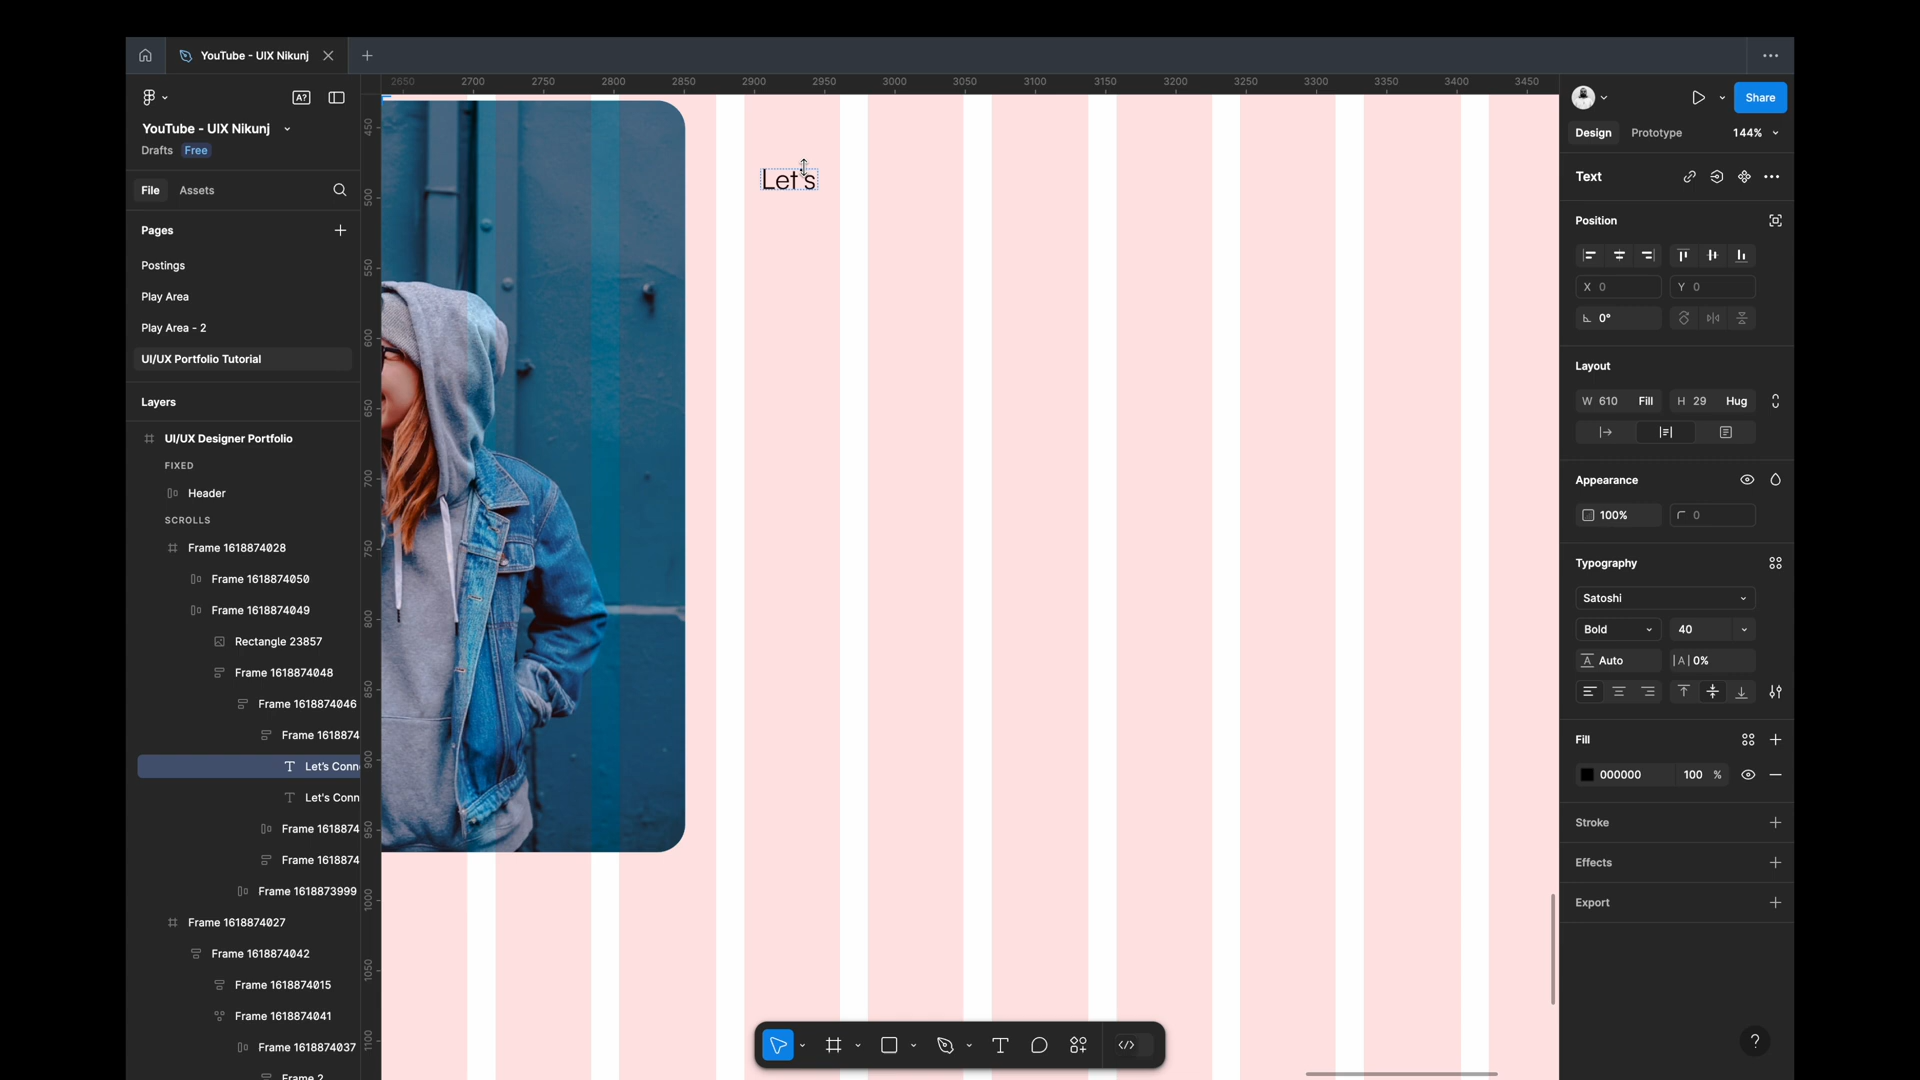 YouTube - UIX Nikunj
2650 2700 2750 2800 2850 2900 2950 3000 3050 3100 3150 3200 3250 3300 3350 3400 3450
A?
YouTube - UIX Nikunj
Drafts Free
File Assets
Pages
Postings
Play Area
Play Area - 2
UI/UX Portfolio Tutorial
Layers
UI/UX Designer Portfolio
FIXED
Header
SCROLLS
Frame 1618874028
Frame 1618874050
Frame 1618874049
Rectangle 23857
Frame 1618874048
Frame 1618874046
Frame 1618874
Let's Conn
Let's Conn
Frame 1618874
Frame 1618874
Frame 1618873999
Frame 1618874027
Frame 1618874042
Frame 1618874015
Frame 1618874041
Frame 1618874037
Frame 2
450
500
550
600
650
700
750
800
850
900
950
1000
1050
1100
Let's
Share
Design Prototype 144%
Text
Position
X 0 Y 0
0°
Layout
W 610 Fill H 29 Hug
Appearance
100% 0
Typography
Satoshi
Bold 40
A Auto |A| 0%
Fill
000000 100 %
Stroke
Effects
Export
?